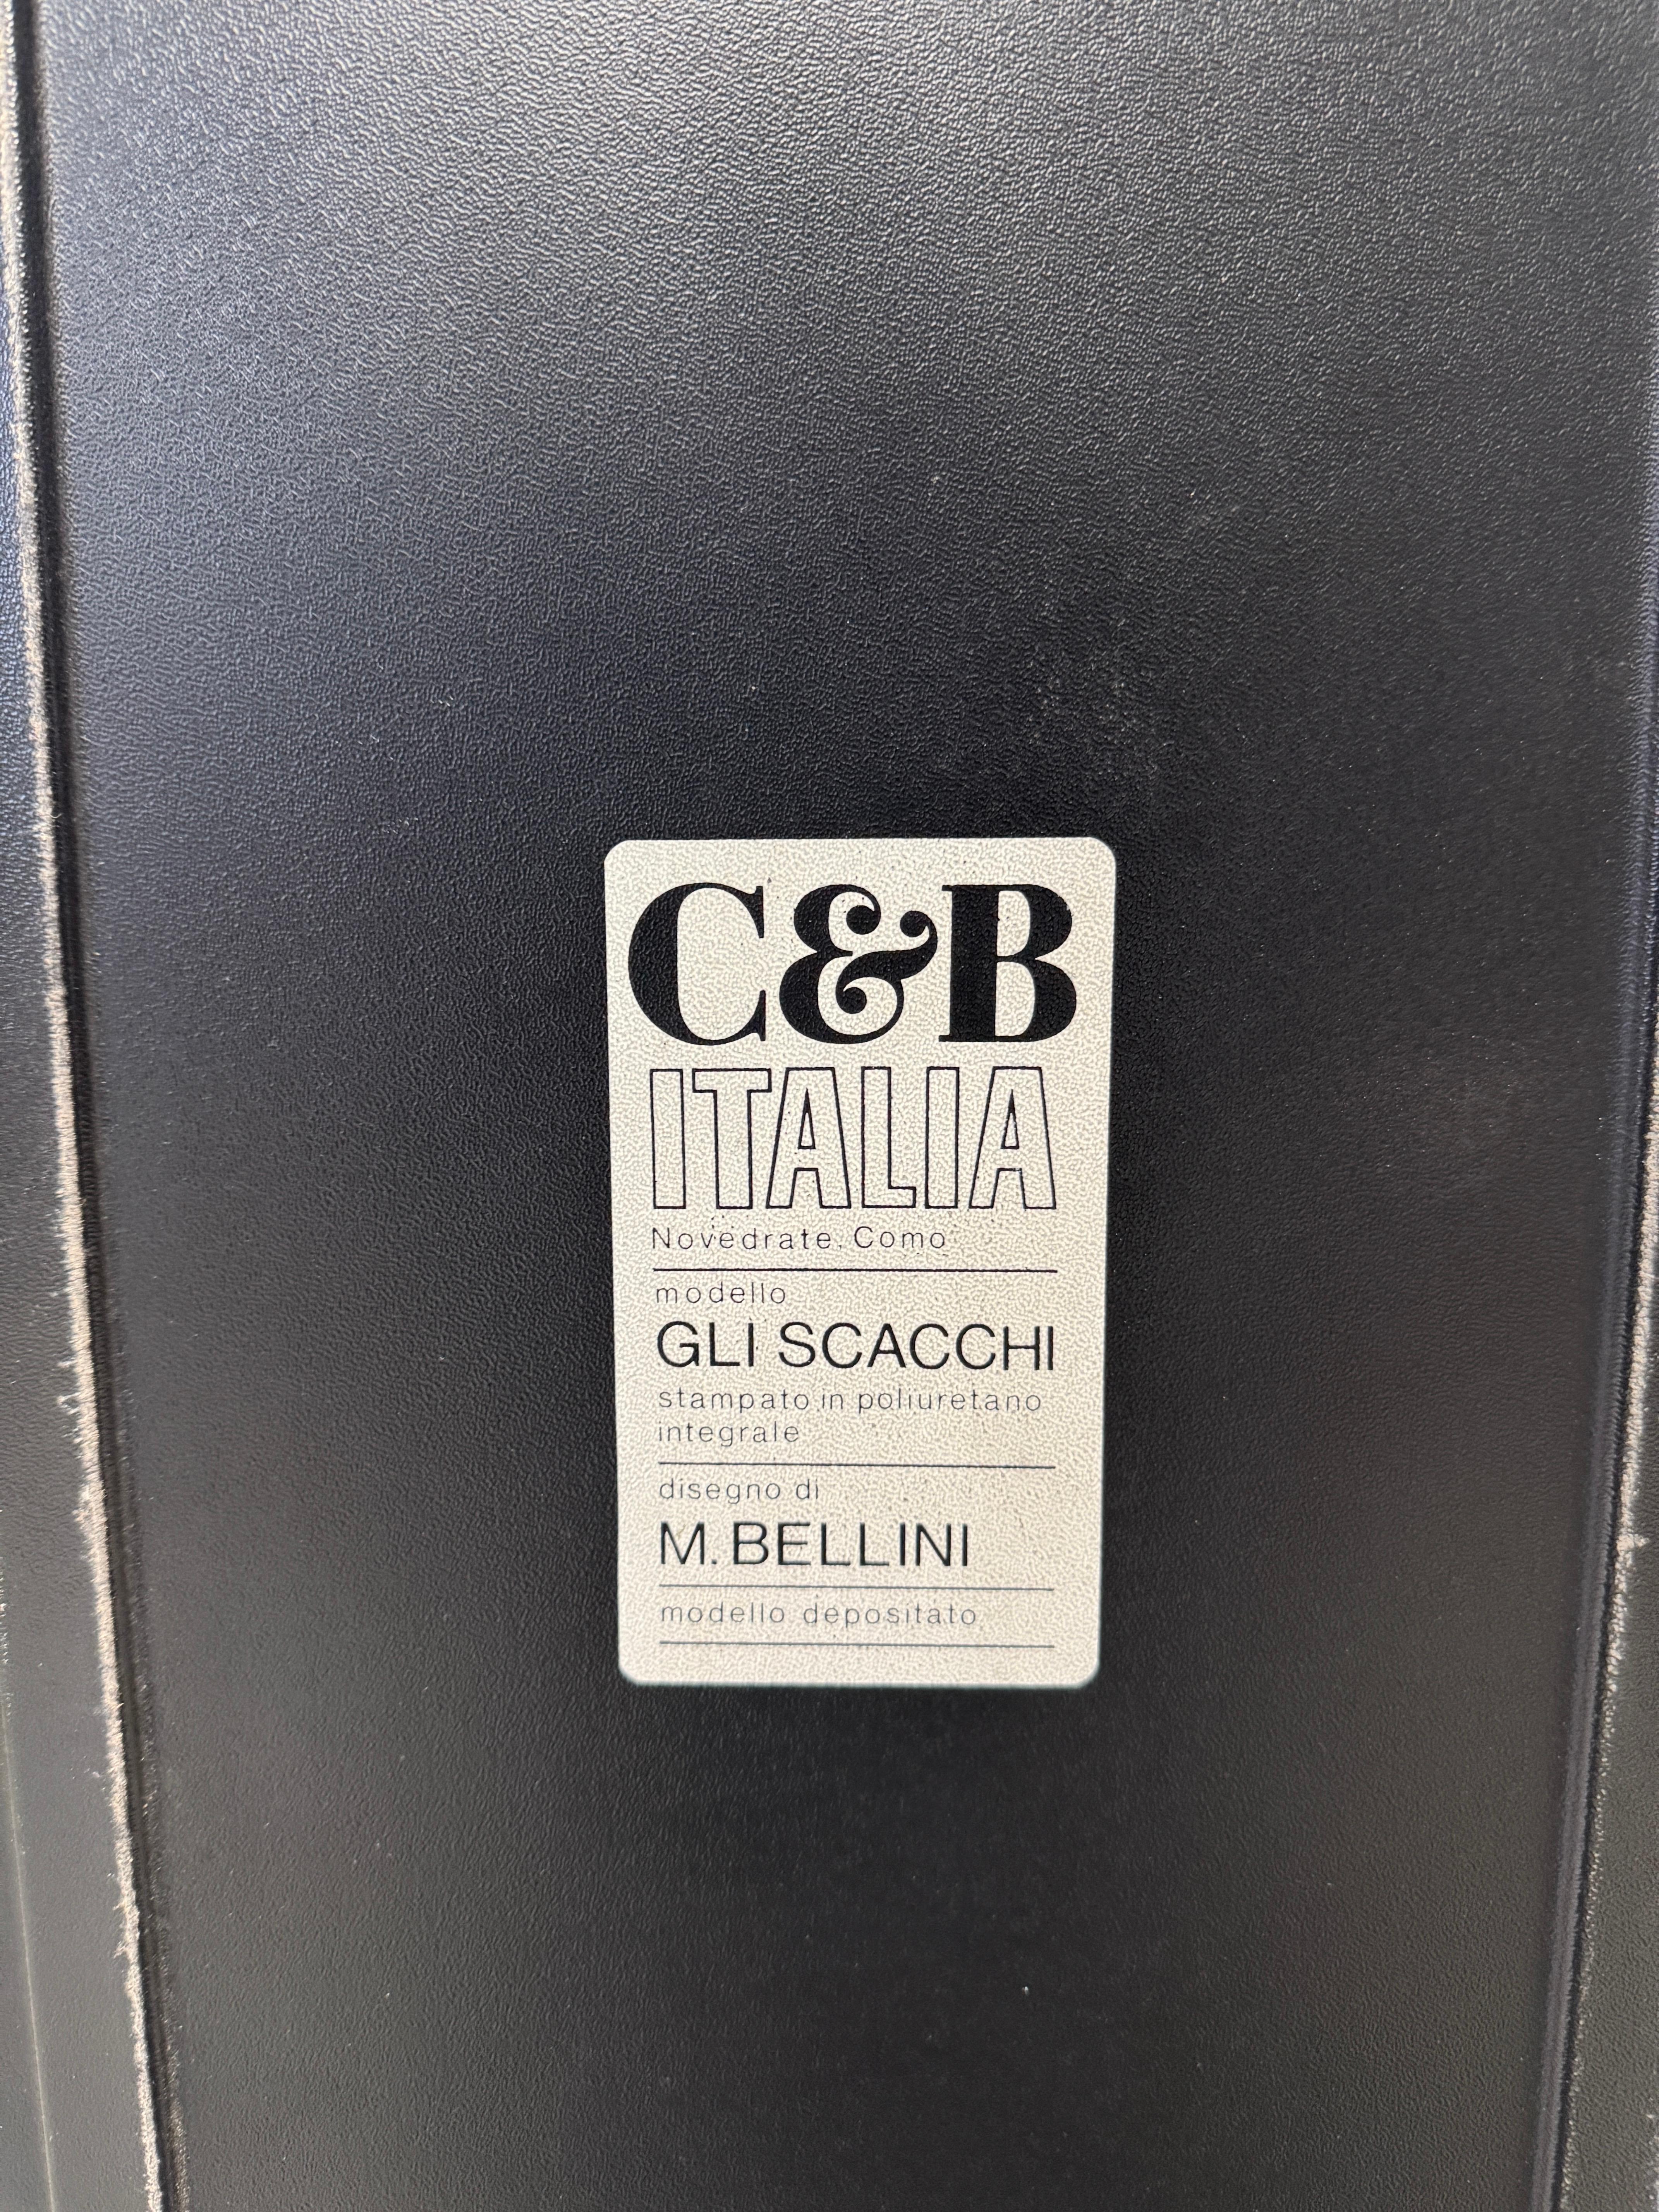 C&B
ITALIA
Novedrate, Como
modello
GLI SCACCHI
stampato in poliuretano
integrale
disegno di
M. BELLINI
modello depositato